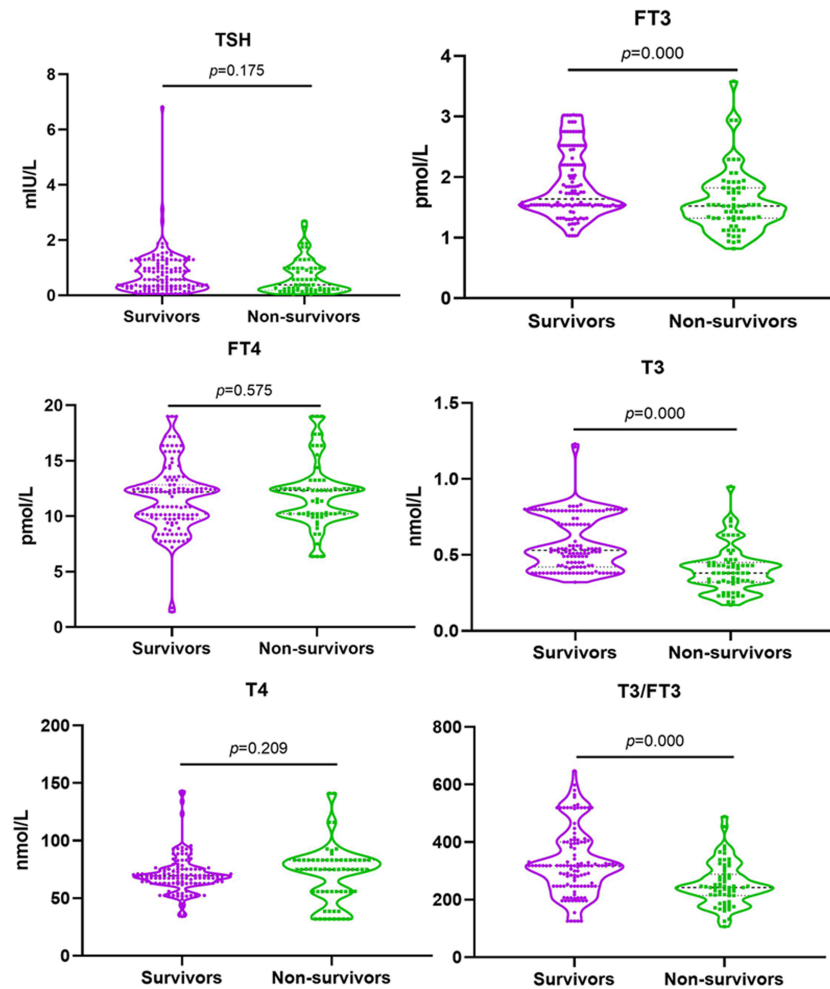 TSH
p=0.175
8
6
4
2
0
mIU/L
Survivors
Non-survivors
FT3
p=0.000
4
3
2
1
0
pmol/L
Survivors
Non-survivors
FT4
p=0.575
20
15
10
5
0
pmol/L
Survivors
Non-survivors
T3
p=0.000
1.5
1.0
0.5
0.0
nmol/L
Survivors
Non-survivors
T4
p=0.209
200
150
100
50
0
nmol/L
Survivors
Non-survivors
T3/FT3
p=0.000
800
600
400
200
0
Survivors
Non-survivors